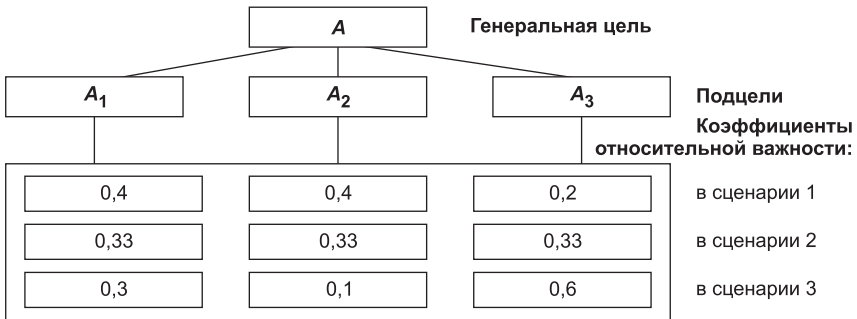 A Генеральная цель
A1 A2 A3 Подцели
Коэффициенты
относительной важности:
0,4 0,4 0,2 в сценарии 1
0,33 0,33 0,33 в сценарии 2
0,3 0,1 0,6 в сценарии 3